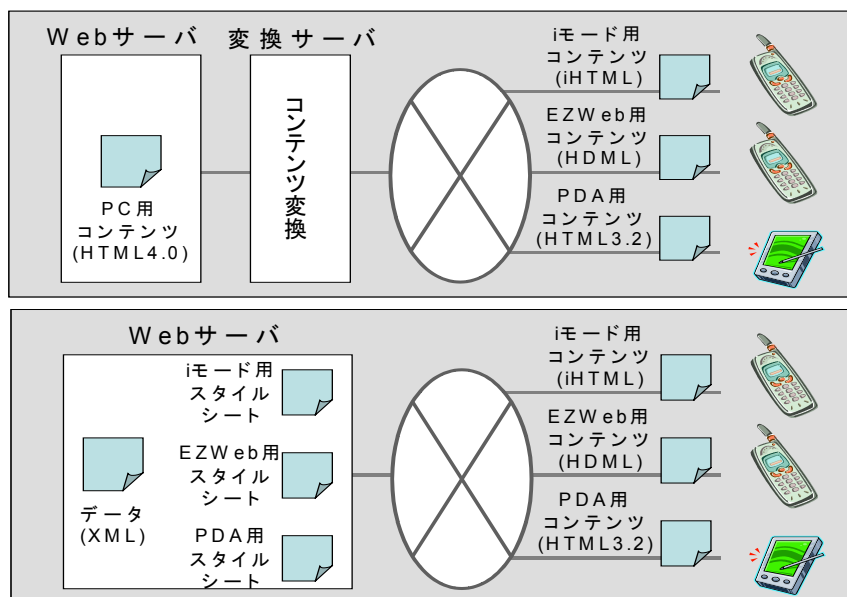 Webサーバ
変換サーバ
コンテンツ変換
PC用
コンテンツ
(HTML4.0)
iモード用
コンテンツ
(iHTML)
EZWeb用
コンテンツ
(HDML)
PDA用
コンテンツ
(HTML3.2)
Webサーバ
iモード用
スタイル
シート
EZWeb用
スタイル
シート
PDA用
スタイル
シート
データ
(XML)
iモード用
コンテンツ
(iHTML)
EZWeb用
コンテンツ
(HDML)
PDA用
コンテンツ
(HTML3.2)